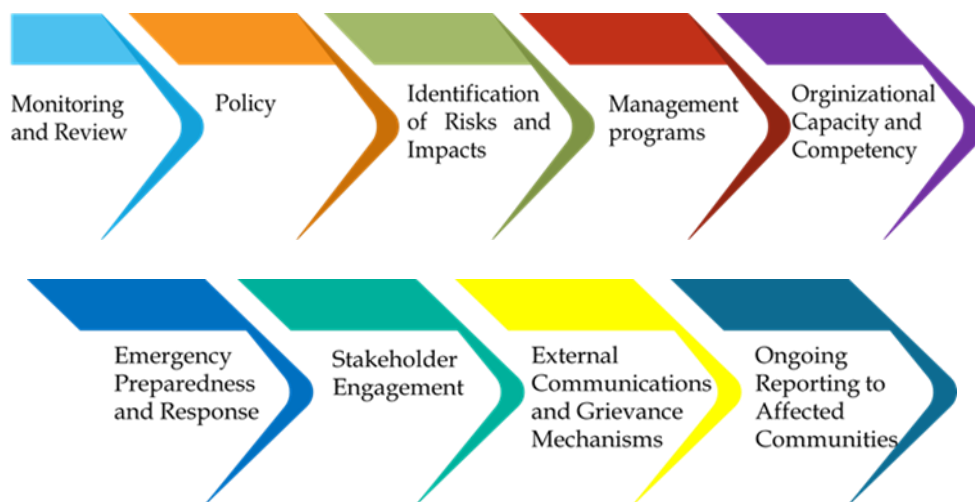 Monitoring
and Review
Policy
Identification
of Risks and
Impacts
Management
programs
Orginizational
Capacity and
Competency
Emergency
Preparedness
and Response
Stakeholder
Engagement
External
Communications
and Grievance
Mechanisms
Ongoing
Reporting to
Affected
Communities